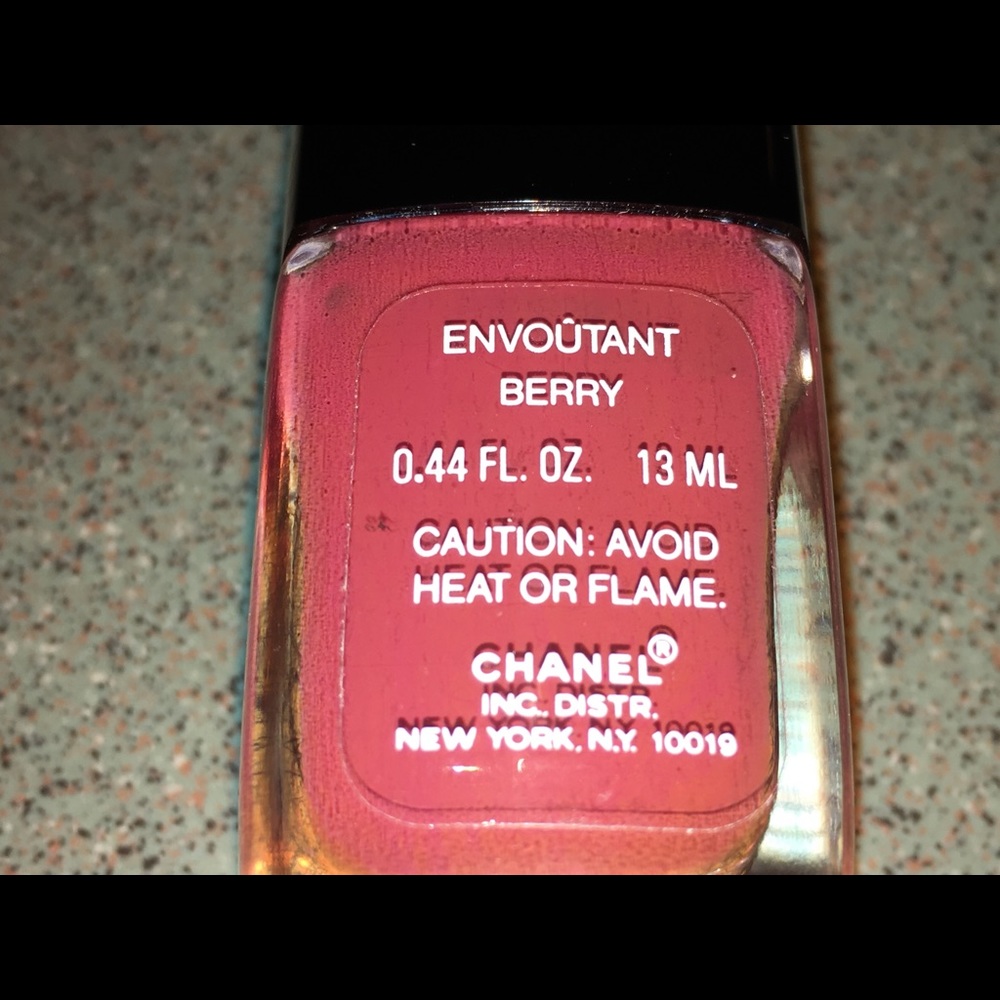 ENVOÛTANT
BERRY
0.44 FL. OZ. 13 ML
CAUTION: AVOID
HEAT OR FLAME.
CHANEL®
INC. DISTR.
NEW YORK, N.Y. 10019